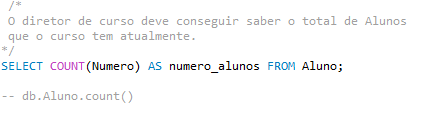 /*
O diretor de curso deve conseguir saber o total de Alunos
que o curso tem atualmente.
*/
SELECT COUNT(Numero) AS numero_alunos FROM Aluno;
-- db.Aluno.count()